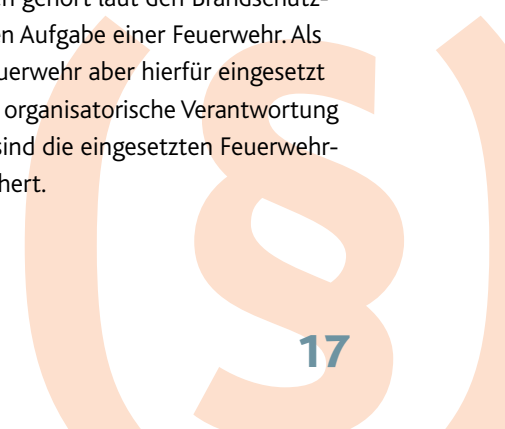 gehört laut den Brandschutz-
en Aufgabe einer Feuerwehr. Als
uerwehr aber hierfür eingesetzt
organisatorische Verantwortung
sind die eingesetzten Feuerwehr-
hert.
(§)
17